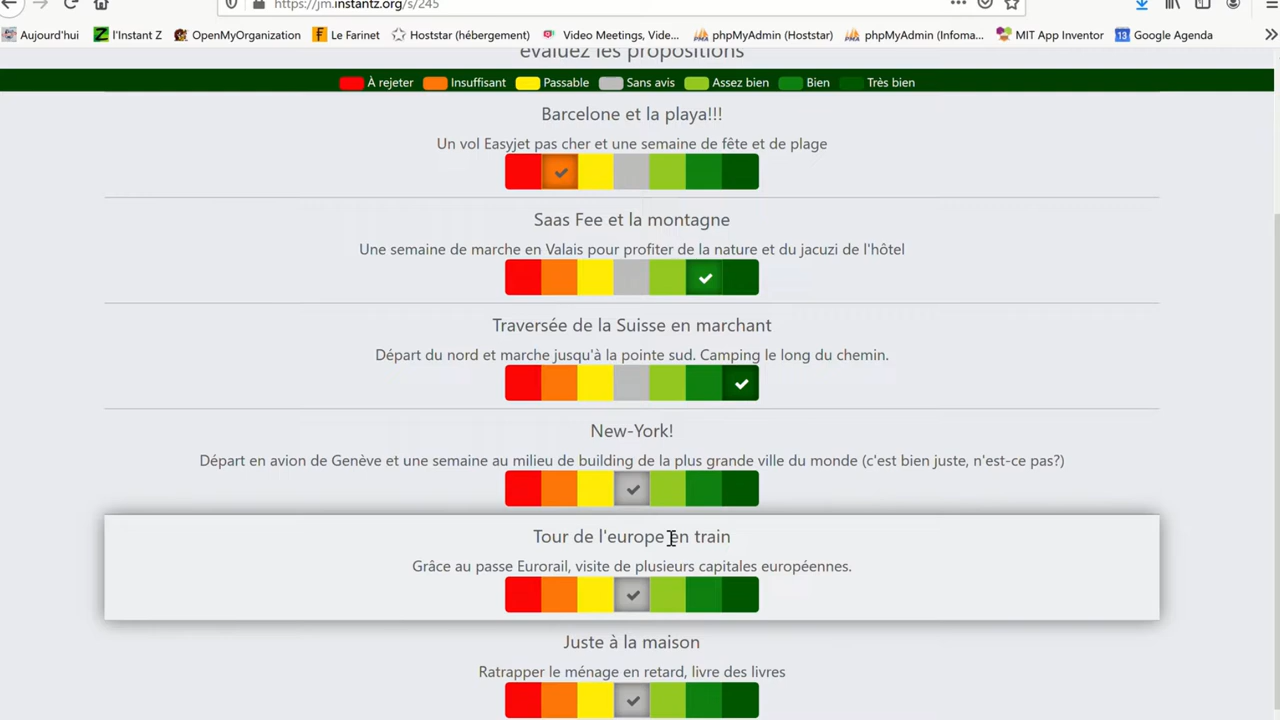 https://jm.instantz.org/s/245
Aujourd'hui l'Instant Z OpenMyOrganization Le Farinet Hoststar (hébergement) Video Meetings, Vide... phpMyAdmin (Hoststar) phpMyAdmin (Infoma... MIT App Inventor Google Agenda
évaluez les propositions
À rejeter Insuffisant Passable Sans avis Assez bien Bien Très bien
Barcelone et la playa!!!
Un vol Easyjet pas cher et une semaine de fête et de plage
Saas Fee et la montagne
Une semaine de marche en Valais pour profiter de la nature et du jacuzi de l'hôtel
Traversée de la Suisse en marchant
Départ du nord et marche jusqu'à la pointe sud. Camping le long du chemin.
New-York!
Départ en avion de Genève et une semaine au milieu de building de la plus grande ville du monde (c'est bien juste, n'est-ce pas?)
Tour de l'europe en train
Grâce au passe Eurorail, visite de plusieurs capitales européennes.
Juste à la maison
Ratrapper le ménage en retard, livre des livres